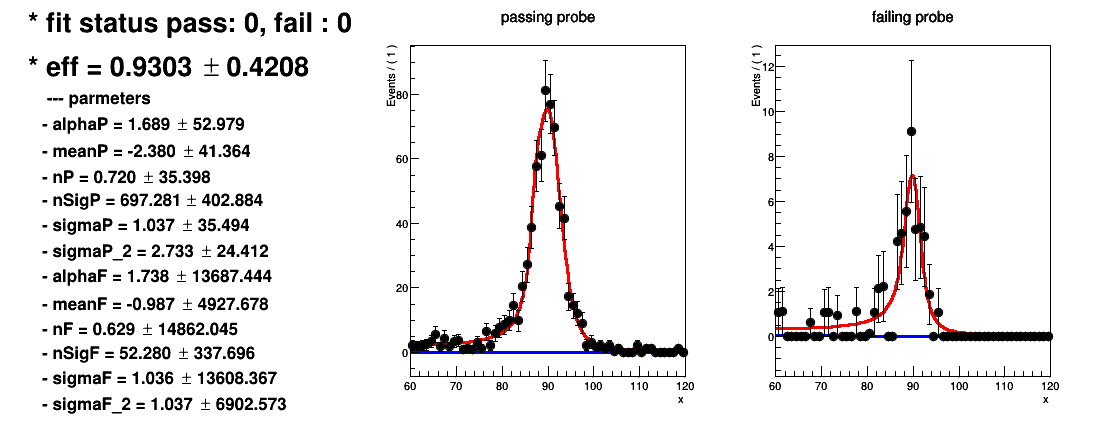 * fit status pass: 0, fail : 0
* eff = 0.9303 ± 0.4208
--- parmeters
- alphaP = 1.689 ± 52.979
- meanP = -2.380 ± 41.364
- nP = 0.720 ± 35.398
- nSigP = 697.281 ± 402.884
- sigmaP = 1.037 ± 35.494
- sigmaP_2 = 2.733 ± 24.412
- alphaF = 1.738 ± 13687.444
- meanF = -0.987 ± 4927.678
- nF = 0.629 ± 14862.045
- nSigF = 52.280 ± 337.696
- sigmaF = 1.036 ± 13608.367
- sigmaF_2 = 1.037 ± 6902.573
passing probe
Events / ( 1 )
80
60
40
20
0
60 70 80 90 100 110 120
x
failing probe
Events / ( 1 )
12
10
8
6
4
2
0
60 70 80 90 100 110 120
x